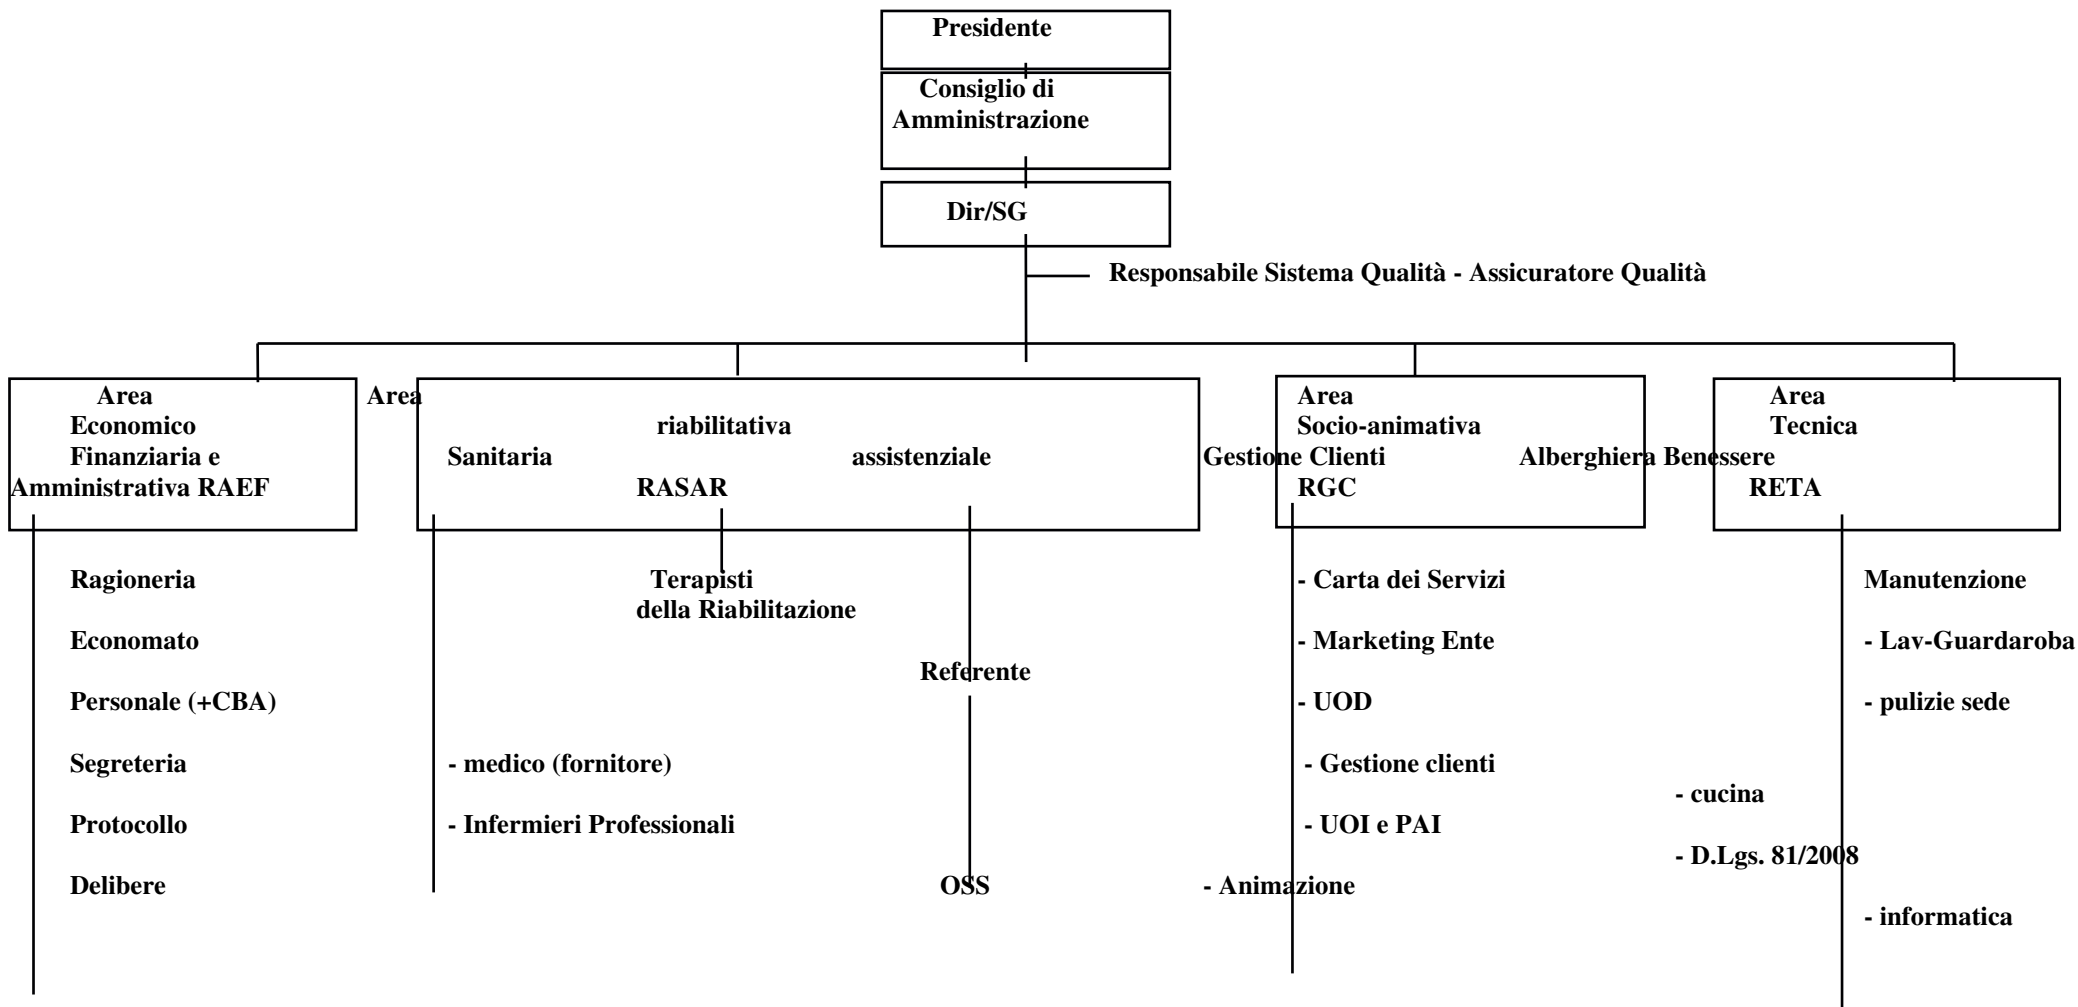 Presidente
Consiglio di
Amministrazione
Dir/SG
Responsabile Sistema Qualità - Assicuratore Qualità
Area
Economico
Finanziaria e
Amministrativa RAEF
Area
riabilitativa
Sanitaria assistenziale
RASAR
Area
Socio-animativa
Gestione Clienti
RGC
Area
Tecnica
Alberghiera Benessere
RETA
Ragioneria
Economato
Personale (+CBA)
Segreteria
Protocollo
Delibere
- medico (fornitore)
- Infermieri Professionali
Terapisti
della Riabilitazione
Referente
OSS
- Carta dei Servizi
- Marketing Ente
- UOD
- Gestione clienti
- UOI e PAI
- Animazione
Manutenzione
- Lav-Guardaroba
- pulizie sede
- cucina
- D.Lgs. 81/2008
- informatica